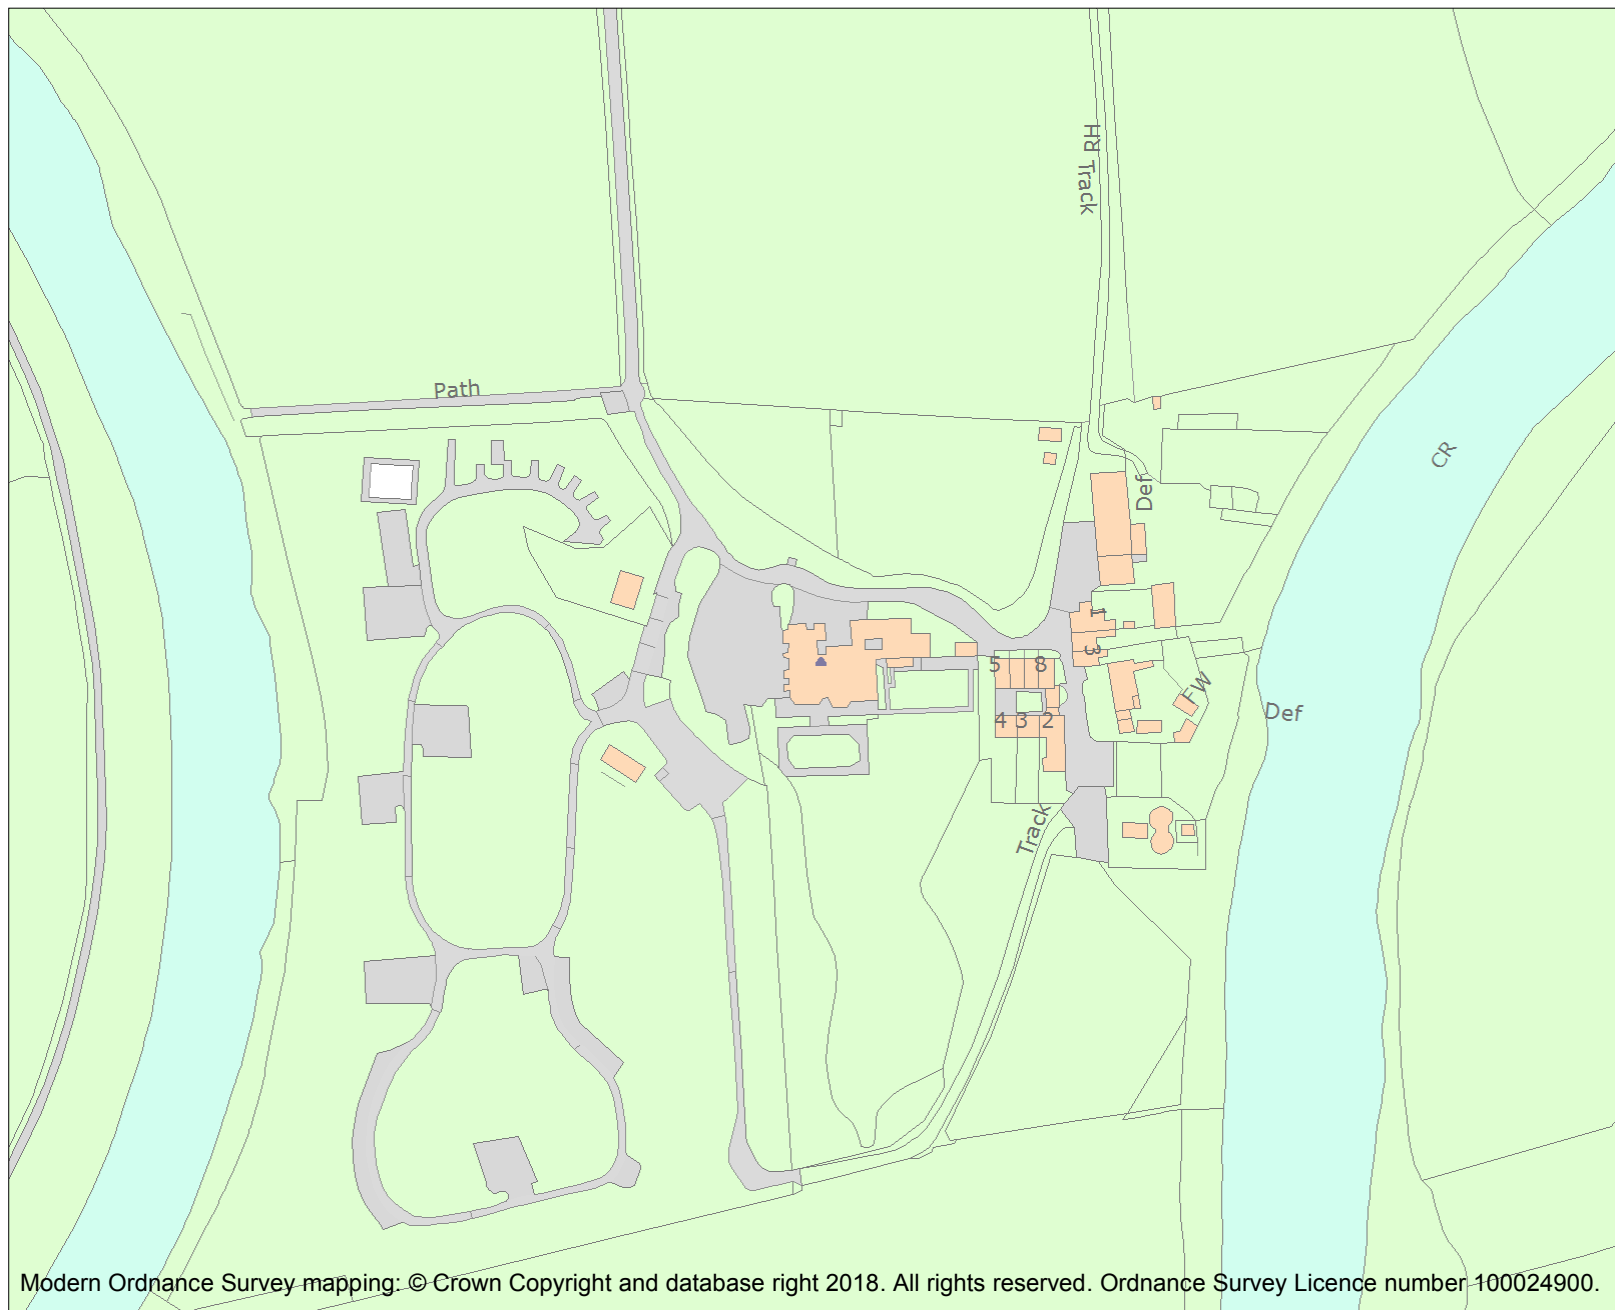 HR Track
Path
CR
Def
1
3
5
8
FW
4
3
2
Def
Track
Modern Ordnance Survey mapping: © Crown Copyright and database right 2018. All rights reserved. Ordnance Survey Licence number 100024900.